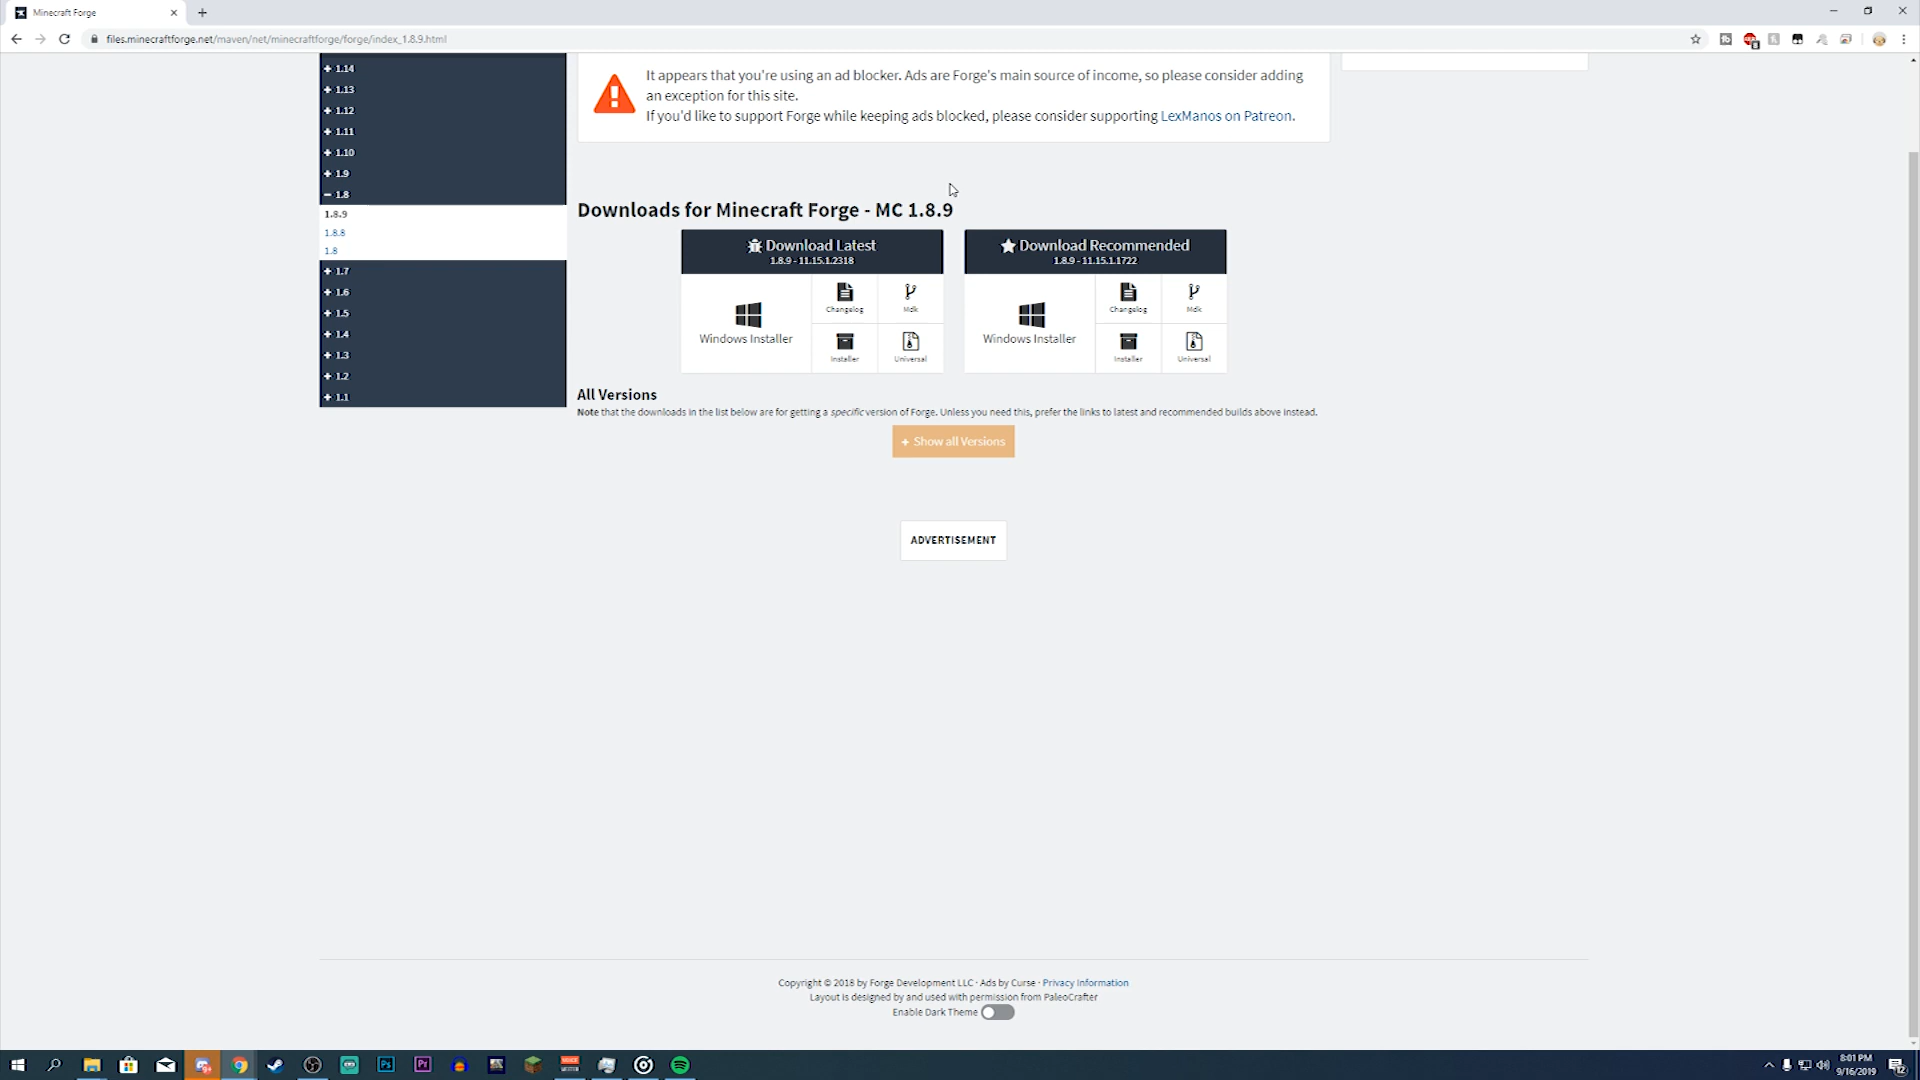 Minecraft Forge
files.minecraftforge.net/maven/net/minecraftforge/forge/index_1.8.9.html
+ 1.14
+ 1.13
+ 1.12
+ 1.11
+ 1.10
+ 1.9
− 1.8
1.8.9
1.8.8
1.8
+ 1.7
+ 1.6
+ 1.5
+ 1.4
+ 1.3
+ 1.2
+ 1.1
It appears that you're using an ad blocker. Ads are Forge's main source of income, so please consider adding
an exception for this site.
If you'd like to support Forge while keeping ads blocked, please consider supporting LexManos on Patreon.
Downloads for Minecraft Forge - MC 1.8.9
Download Latest
1.8.9 - 11.15.1.2318
Windows Installer
Changelog
Mdk
Installer
Universal
Download Recommended
1.8.9 - 11.15.1.1722
Windows Installer
Changelog
Mdk
Installer
Universal
All Versions
Note that the downloads in the list below are for getting a specific version of Forge. Unless you need this, prefer the links to latest and recommended builds above instead.
+ Show all Versions
ADVERTISEMENT
Copyright © 2018 by Forge Development LLC · Ads by Curse · Privacy Information
Layout is designed by and used with permission from PaleoCrafter
Enable Dark Theme
Ps
Pr
8:01 PM
9/16/2019